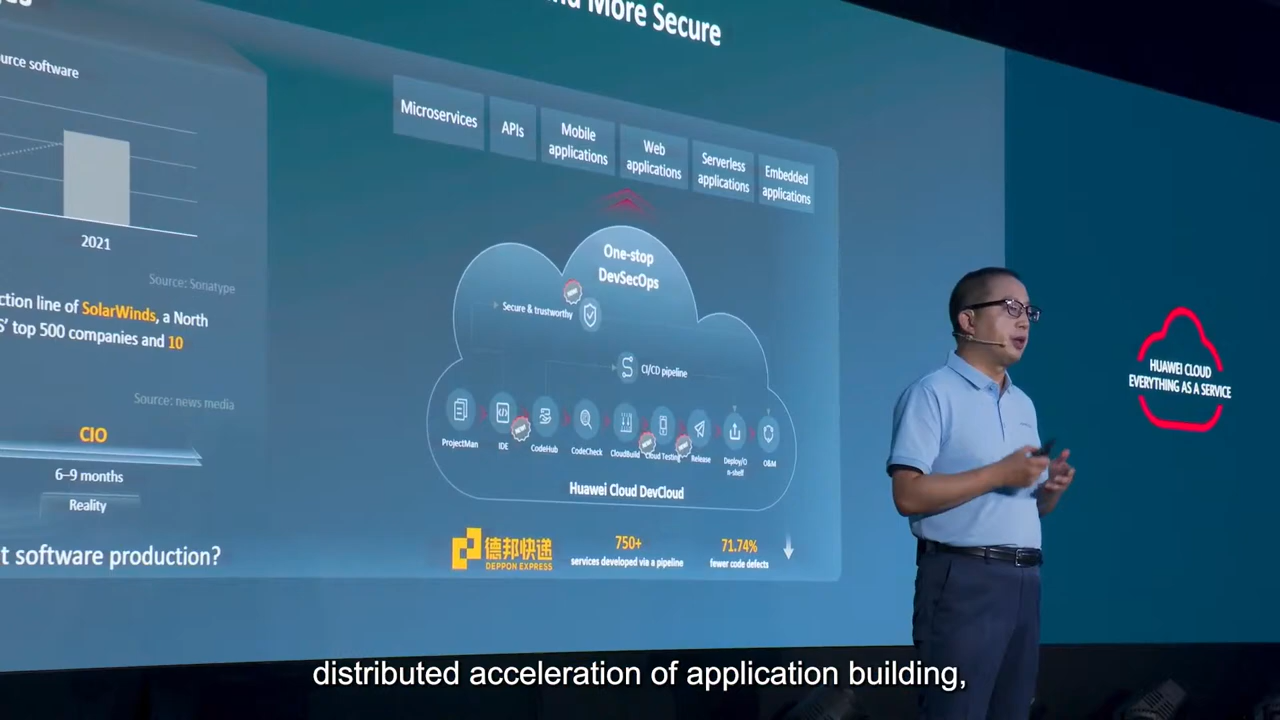 nd More Secure
urce software
2021
Source: Sonatype
ction line of SolarWinds, a North
S' top 500 companies and 10
Source: news media
CIO
6–9 months
Reality
t software production?
Microservices
APIs
Mobile
applications
Web
applications
Serverless
applications
Embedded
applications
One-stop
DevSecOps
Secure & trustworthy
CI/CD pipeline
ProjectMan
IDE
CodeHub
CodeCheck
CloudBuild
Cloud Testing
Release
Deploy/O
n-shelf
O&M
Huawei Cloud DevCloud
德邦快递
DEPPON EXPRESS
750+
services developed via a pipeline
71.74%
fewer code defects
HUAWEI CLOUD
EVERYTHING AS A SERVICE
distributed acceleration of application building,